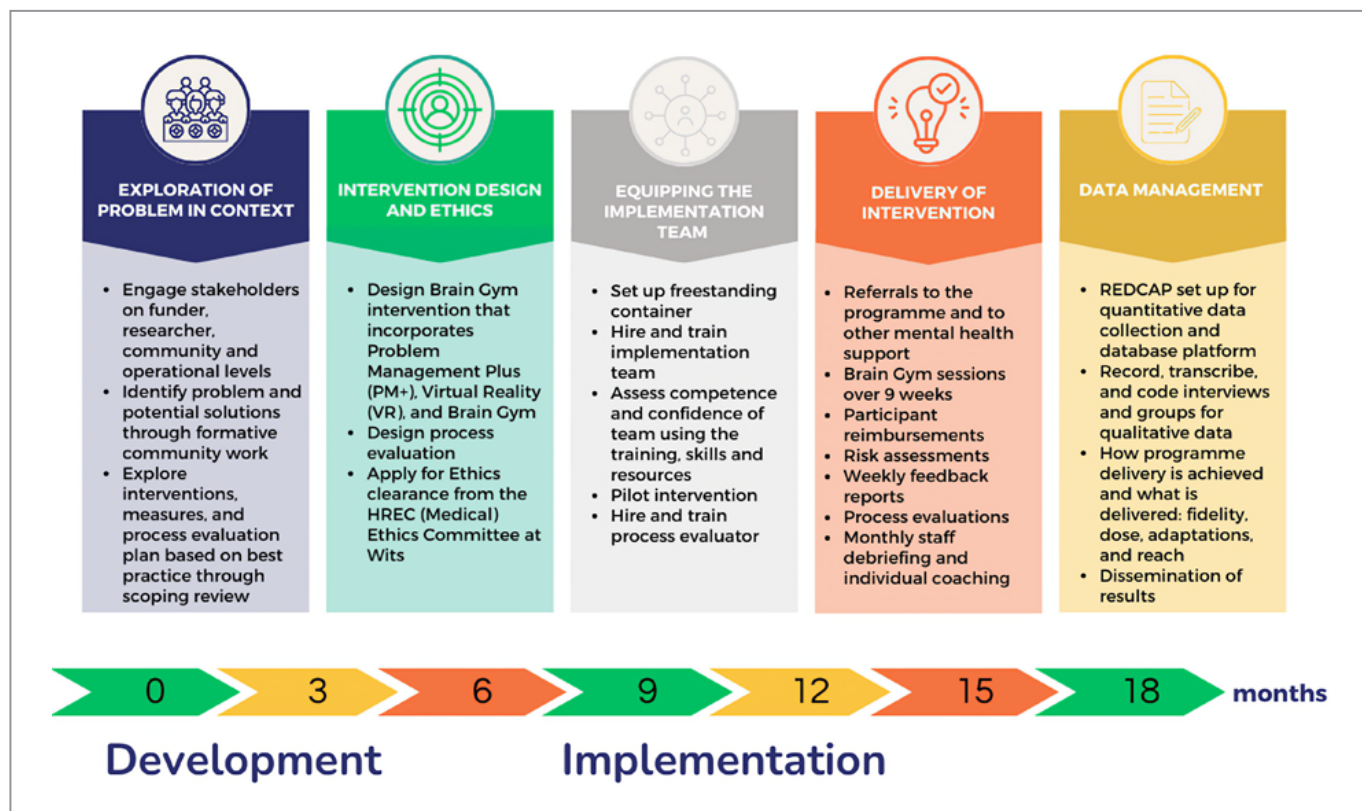 EXPLORATION OF
PROBLEM IN CONTEXT
• Engage stakeholders
on funder,
researcher,
community and
operational levels
• Identify problem and
potential solutions
through formative
community work
• Explore
interventions,
measures, and
process evaluation
plan based on best
practice through
scoping review
INTERVENTION DESIGN
AND ETHICS
• Design Brain Gym
intervention that
incorporates
Problem
Management Plus
(PM+), Virtual Reality
(VR), and Brain Gym
• Design process
evaluation
• Apply for Ethics
clearance from the
HREC (Medical)
Ethics Committee at
Wits
EQUIPPING THE
IMPLEMENTATION
TEAM
• Set up freestanding
container
• Hire and train
implementation
team
• Assess competence
and confidence of
team using the
training, skills and
resources
• Pilot intervention
• Hire and train
process evaluator
DELIVERY OF
INTERVENTION
• Referrals to the
programme and to
other mental health
support
• Brain Gym sessions
over 9 weeks
• Participant
reimbursements
• Risk assessments
• Weekly feedback
reports
• Process evaluations
• Monthly staff
debriefing and
individual coaching
DATA MANAGEMENT
• REDCAP set up for
quantitative data
collection and
database platform
• Record, transcribe,
and code interviews
and groups for
qualitative data
• How programme
delivery is achieved
and what is
delivered: fidelity,
dose, adaptations,
and reach
• Dissemination of
results
0 3 6 9 12 15 18 months
Development Implementation